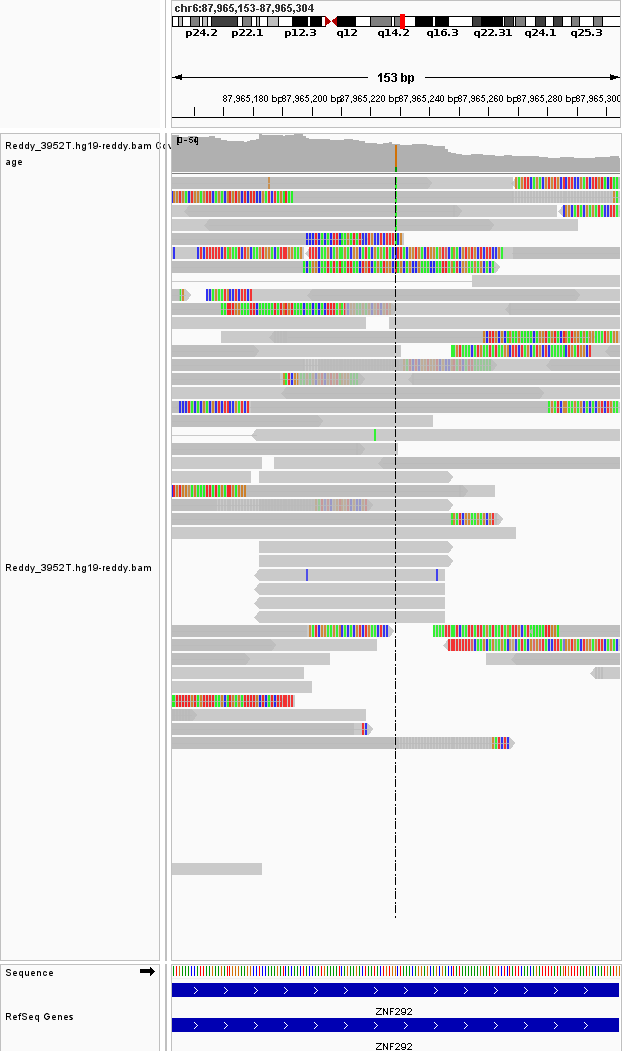 chr6:87,965,153-87,965,304
p24.2 p22.1 p12.3 q12 q14.2 q16.3 q22.31 q24.1 q25.3
153 bp
87,965,180 bp 87,965,200 bp 87,965,220 bp 87,965,240 bp 87,965,260 bp 87,965,280 bp 87,965,300
Reddy_3952T.hg19-reddy.bam Cov
age
Reddy_3952T.hg19-reddy.bam
Sequence
ZNF292
RefSeq Genes
ZNF292